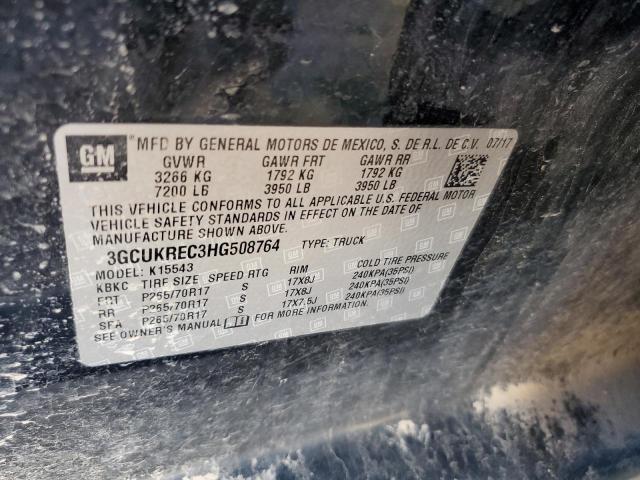 GM
MFD BY GENERAL MOTORS DE MEXICO, S. DE R.L. DE C.V. 07/17
GVWR GAWR FRT GAWR RR
3266 KG 1792 KG 1792 KG
7200 LB 3950 LB 3950 LB
THIS VEHICLE CONFORMS TO ALL APPLICABLE U.S. FEDERAL MOTOR
VEHICLE SAFETY STANDARDS IN EFFECT ON THE DATE OF
MANUFACTURE SHOWN ABOVE.
3GCUKREC3HG508764 TYPE: TRUCK
MODEL: K15543
KBKC TIRE SIZE SPEED RTG RIM COLD TIRE PRESSURE
FRT P265/70R17 S 17X8J 240KPA(35PSI)
RR P265/70R17 S 17X8J 240KPA(35PSI)
SPA P265/70R17 S 17X7.5J 240KPA(35PSI)
SEE OWNER'S MANUAL FOR ADDITIONAL INFORMATION.